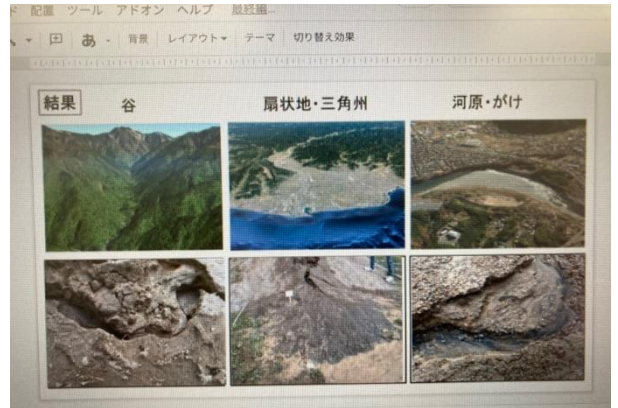 配置 ツール アドオン ヘルプ
あ 背景 レイアウト テーマ 切り替え効果
結果 谷 扇状地・三角州 河原・がけ